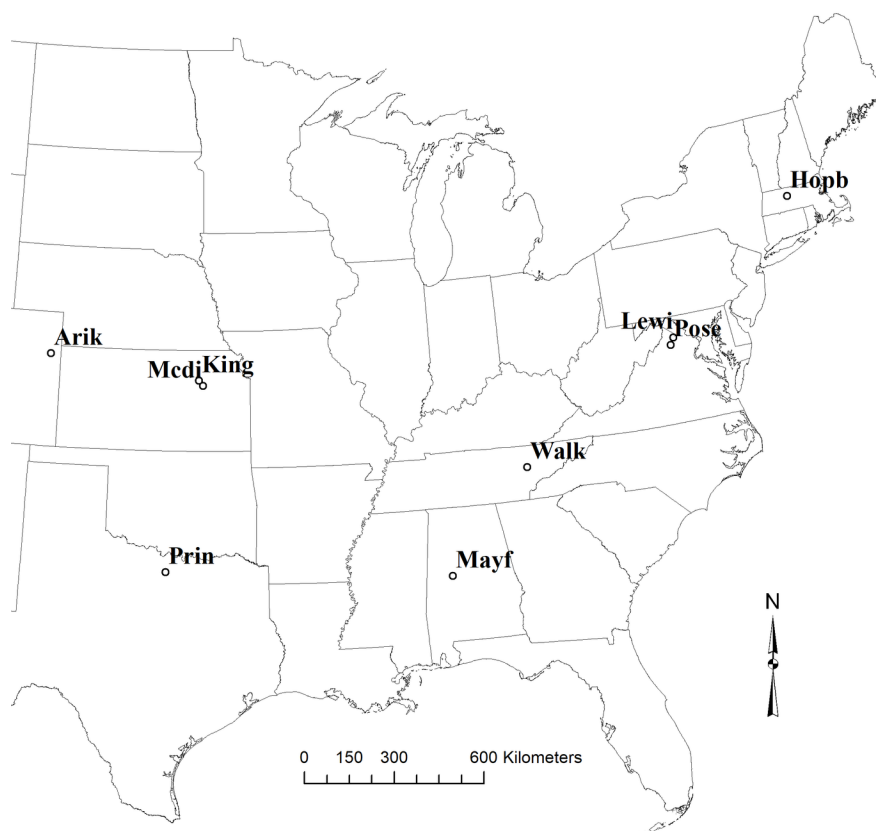 Hopb
Lewi
Pose
Arik
Mcdi
King
Walk
Prin
Mayf
N
0 150 300 600 Kilometers